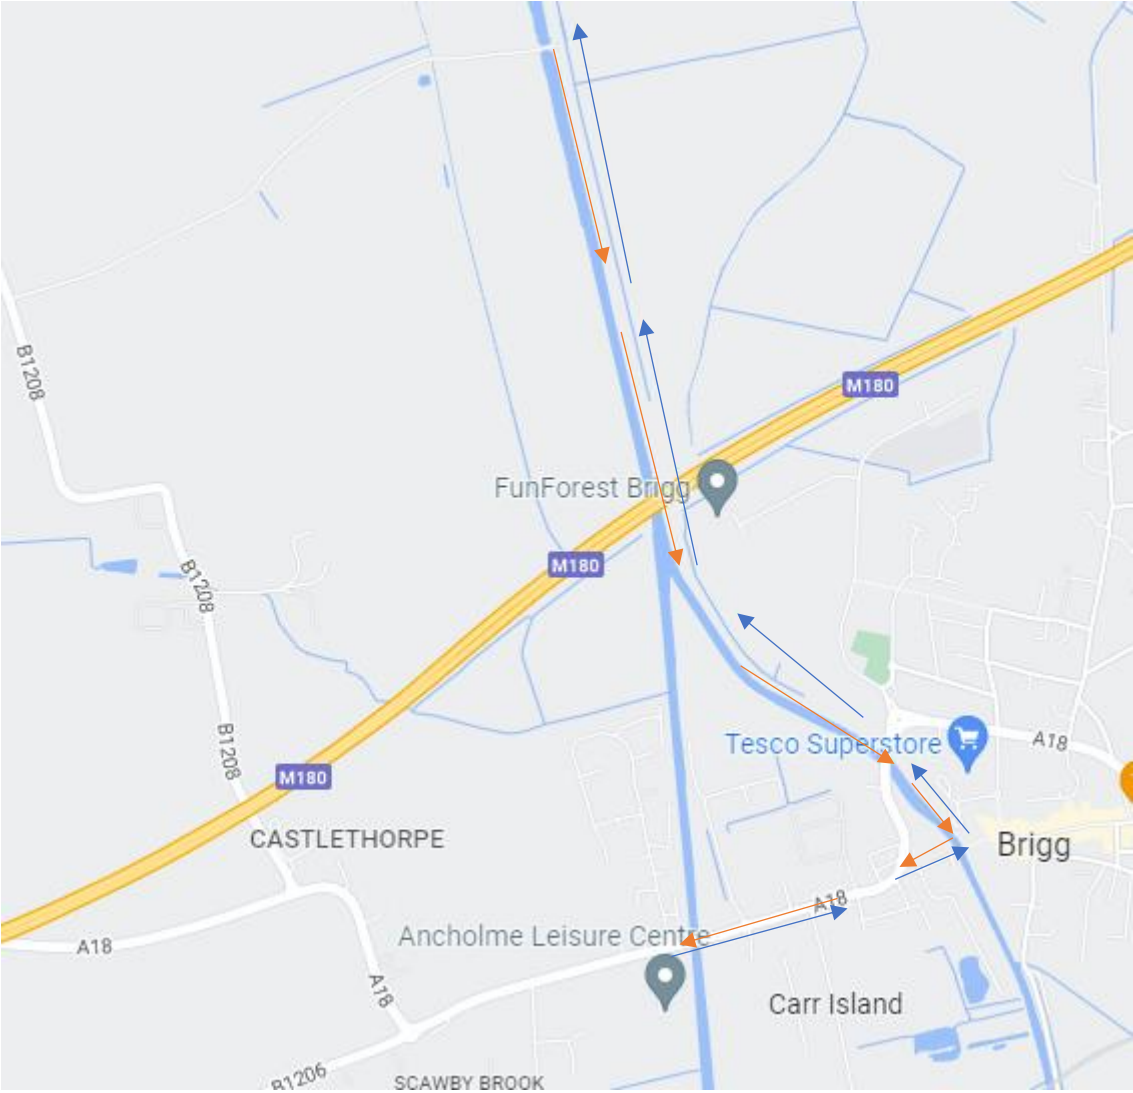 B1208
M180
FunForest Brigg
M180
B1208
B1208
Tesco Superstore
A18
M180
CASTLETHORPE
Brigg
A18
A18
Ancholme Leisure Centre
A18
Carr Island
B1206
SCAWBY BROOK